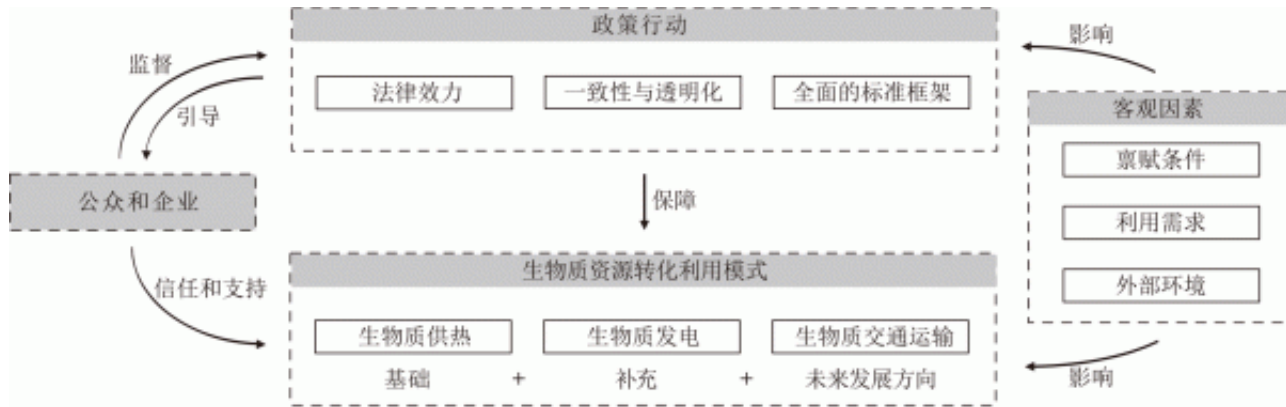 政策行动
法律效力 一致性与透明化 全面的标准框架
监督
引导
公众和企业
信任和支持
保障
生物质资源转化利用模式
生物质供热 生物质发电 生物质交通运输
基础 + 补充 + 未来发展方向
影响
客观因素
禀赋条件
利用需求
外部环境
影响